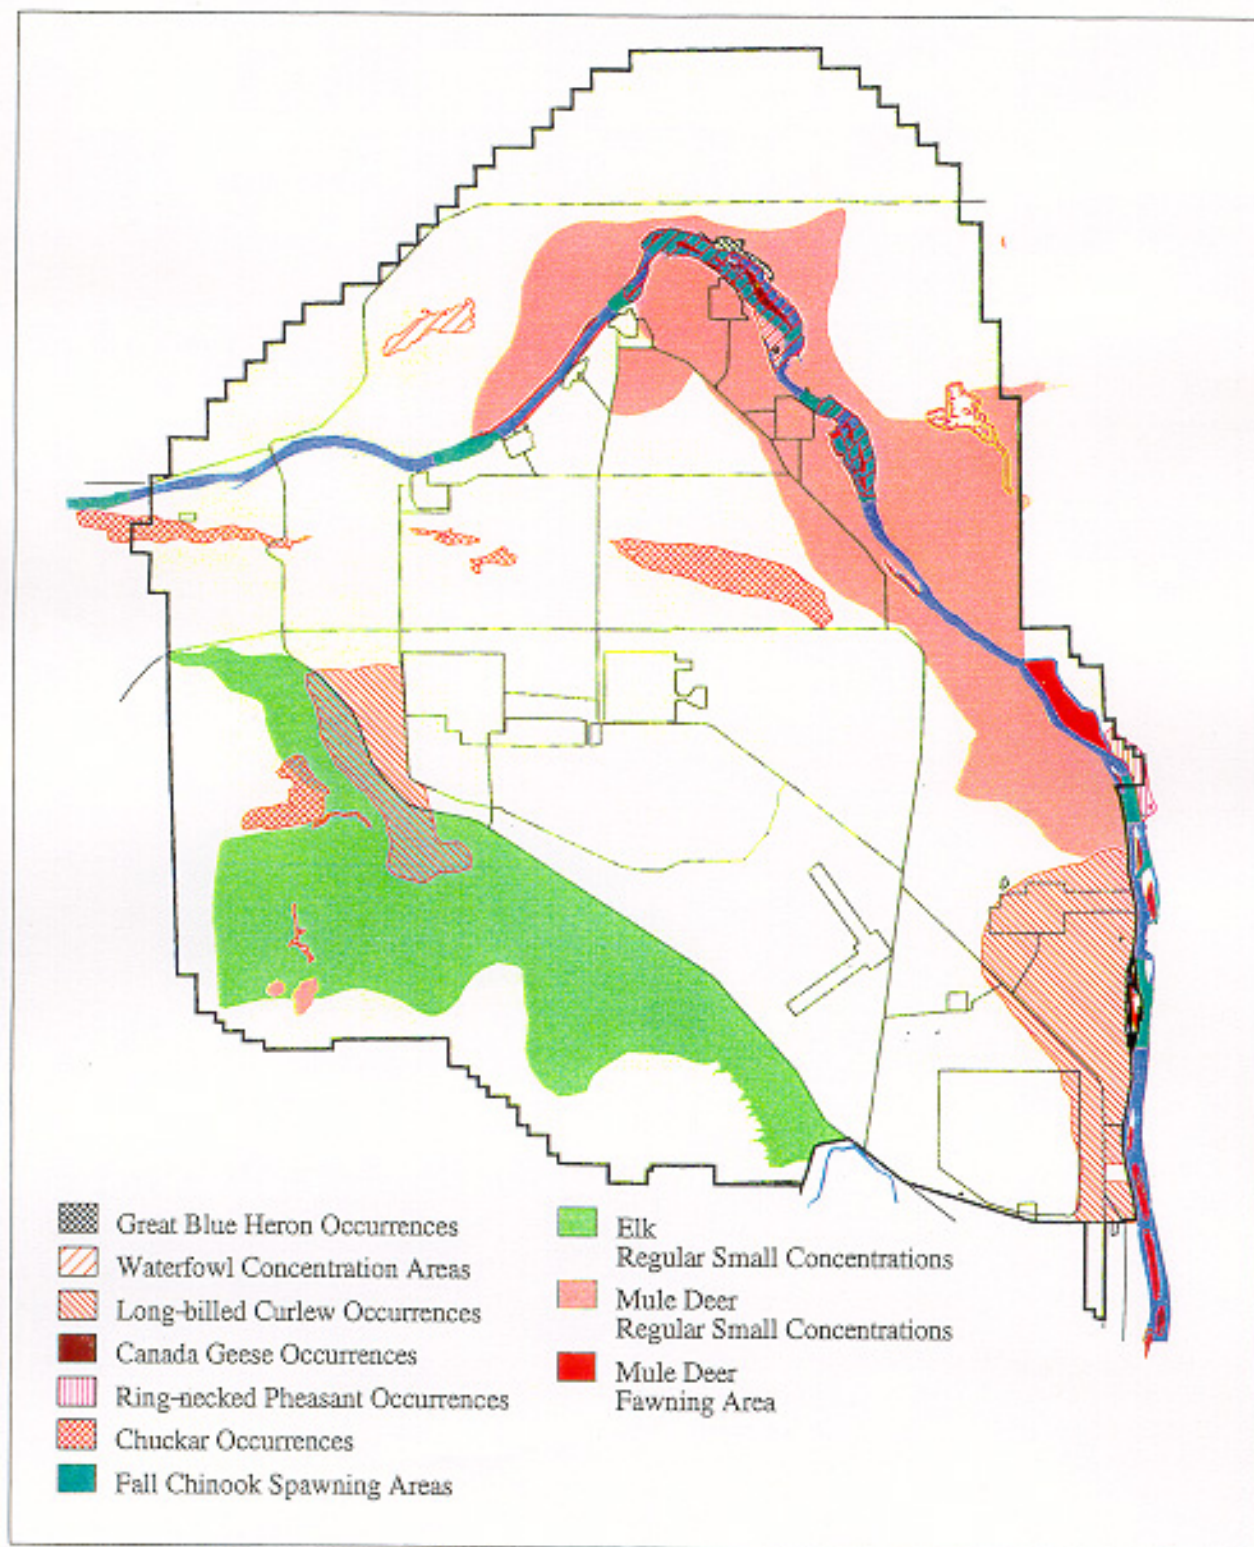 Great Blue Heron Occurrences
Waterfowl Concentration Areas
Long-billed Curlew Occurrences
Canada Geese Occurrences
Ring-necked Pheasant Occurrences
Chuckar Occurrences
Fall Chinook Spawning Areas
Elk
Regular Small Concentrations
Mule Deer
Regular Small Concentrations
Mule Deer
Fawning Area